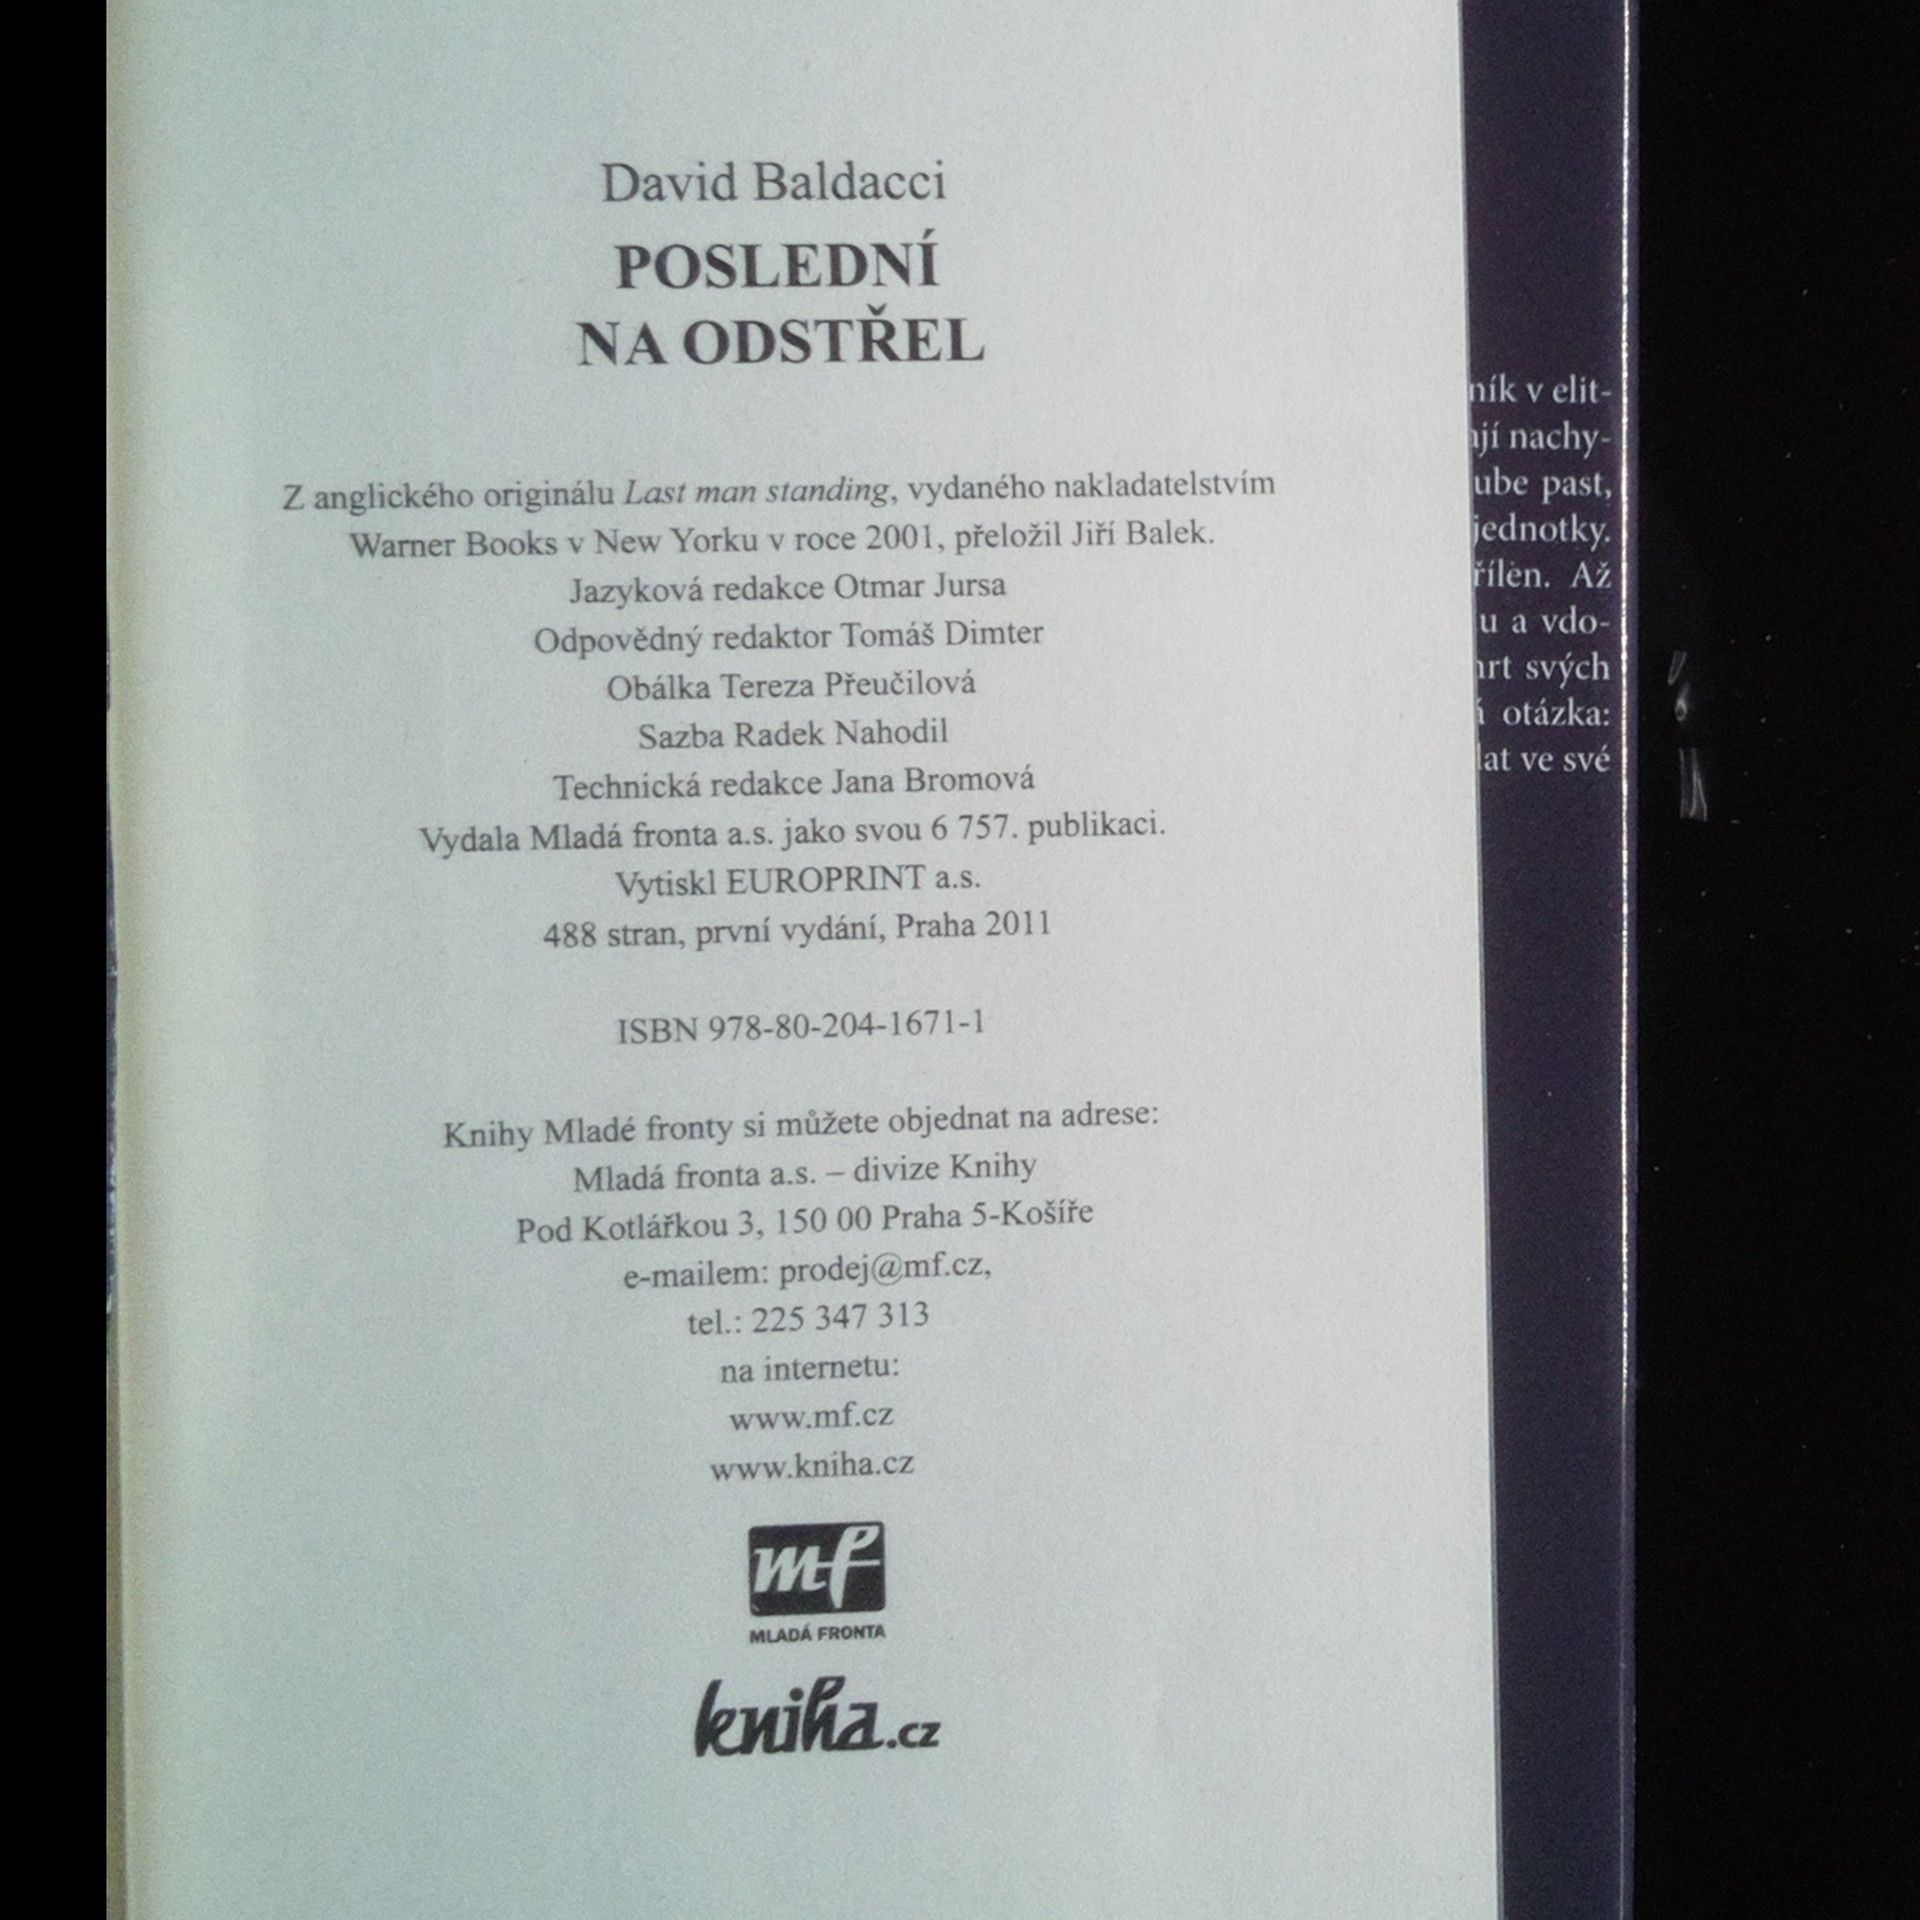 David Baldacci
POSLEDNÍ
NA ODSTŘEL
Z anglického originálu Last man standing, vydaného nakladatelstvím
Warner Books v New Yorku v roce 2001, přeložil Jiří Balek.
Jazyková redakce Otmar Jursa
Odpovědný redaktor Tomáš Dimter
Obálka Tereza Přeučilová
Sazba Radek Nahodil
Technická redakce Jana Bromová
Vydala Mladá fronta a.s. jako svou 6 757. publikaci.
Vytiskl EUROPRINT a.s.
488 stran, první vydání, Praha 2011
ISBN 978-80-204-1671-1
Knihy Mladé fronty si můžete objednat na adrese:
Mladá fronta a.s. – divize Knihy
Pod Kotlářkou 3, 150 00 Praha 5-Košíře
e-mailem: prodej@mf.cz,
tel.: 225 347 313
na internetu:
www.mf.cz
www.kniha.cz
mf
MLADÁ FRONTA
kniha.cz
v elit-
nachy-
past,
jednotky.
Až
u a vdo-
svých
otázka:
ve své